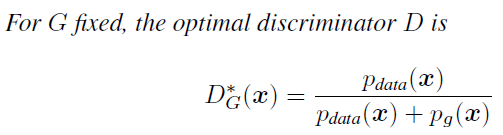 For G fixed, the optimal discriminator D is
D*_G(x) = p_data(x) / (p_data(x) + p_g(x))